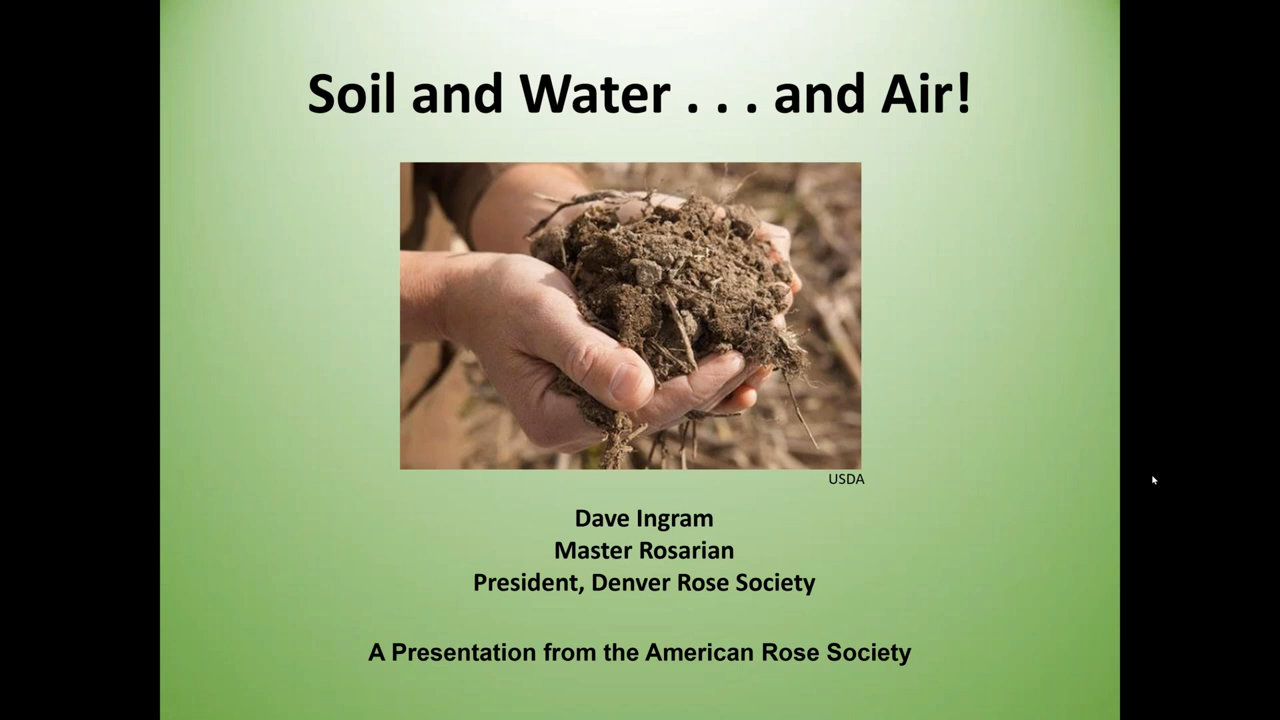 Soil and Water . . . and Air!
USDA
Dave Ingram
Master Rosarian
President, Denver Rose Society
A Presentation from the American Rose Society